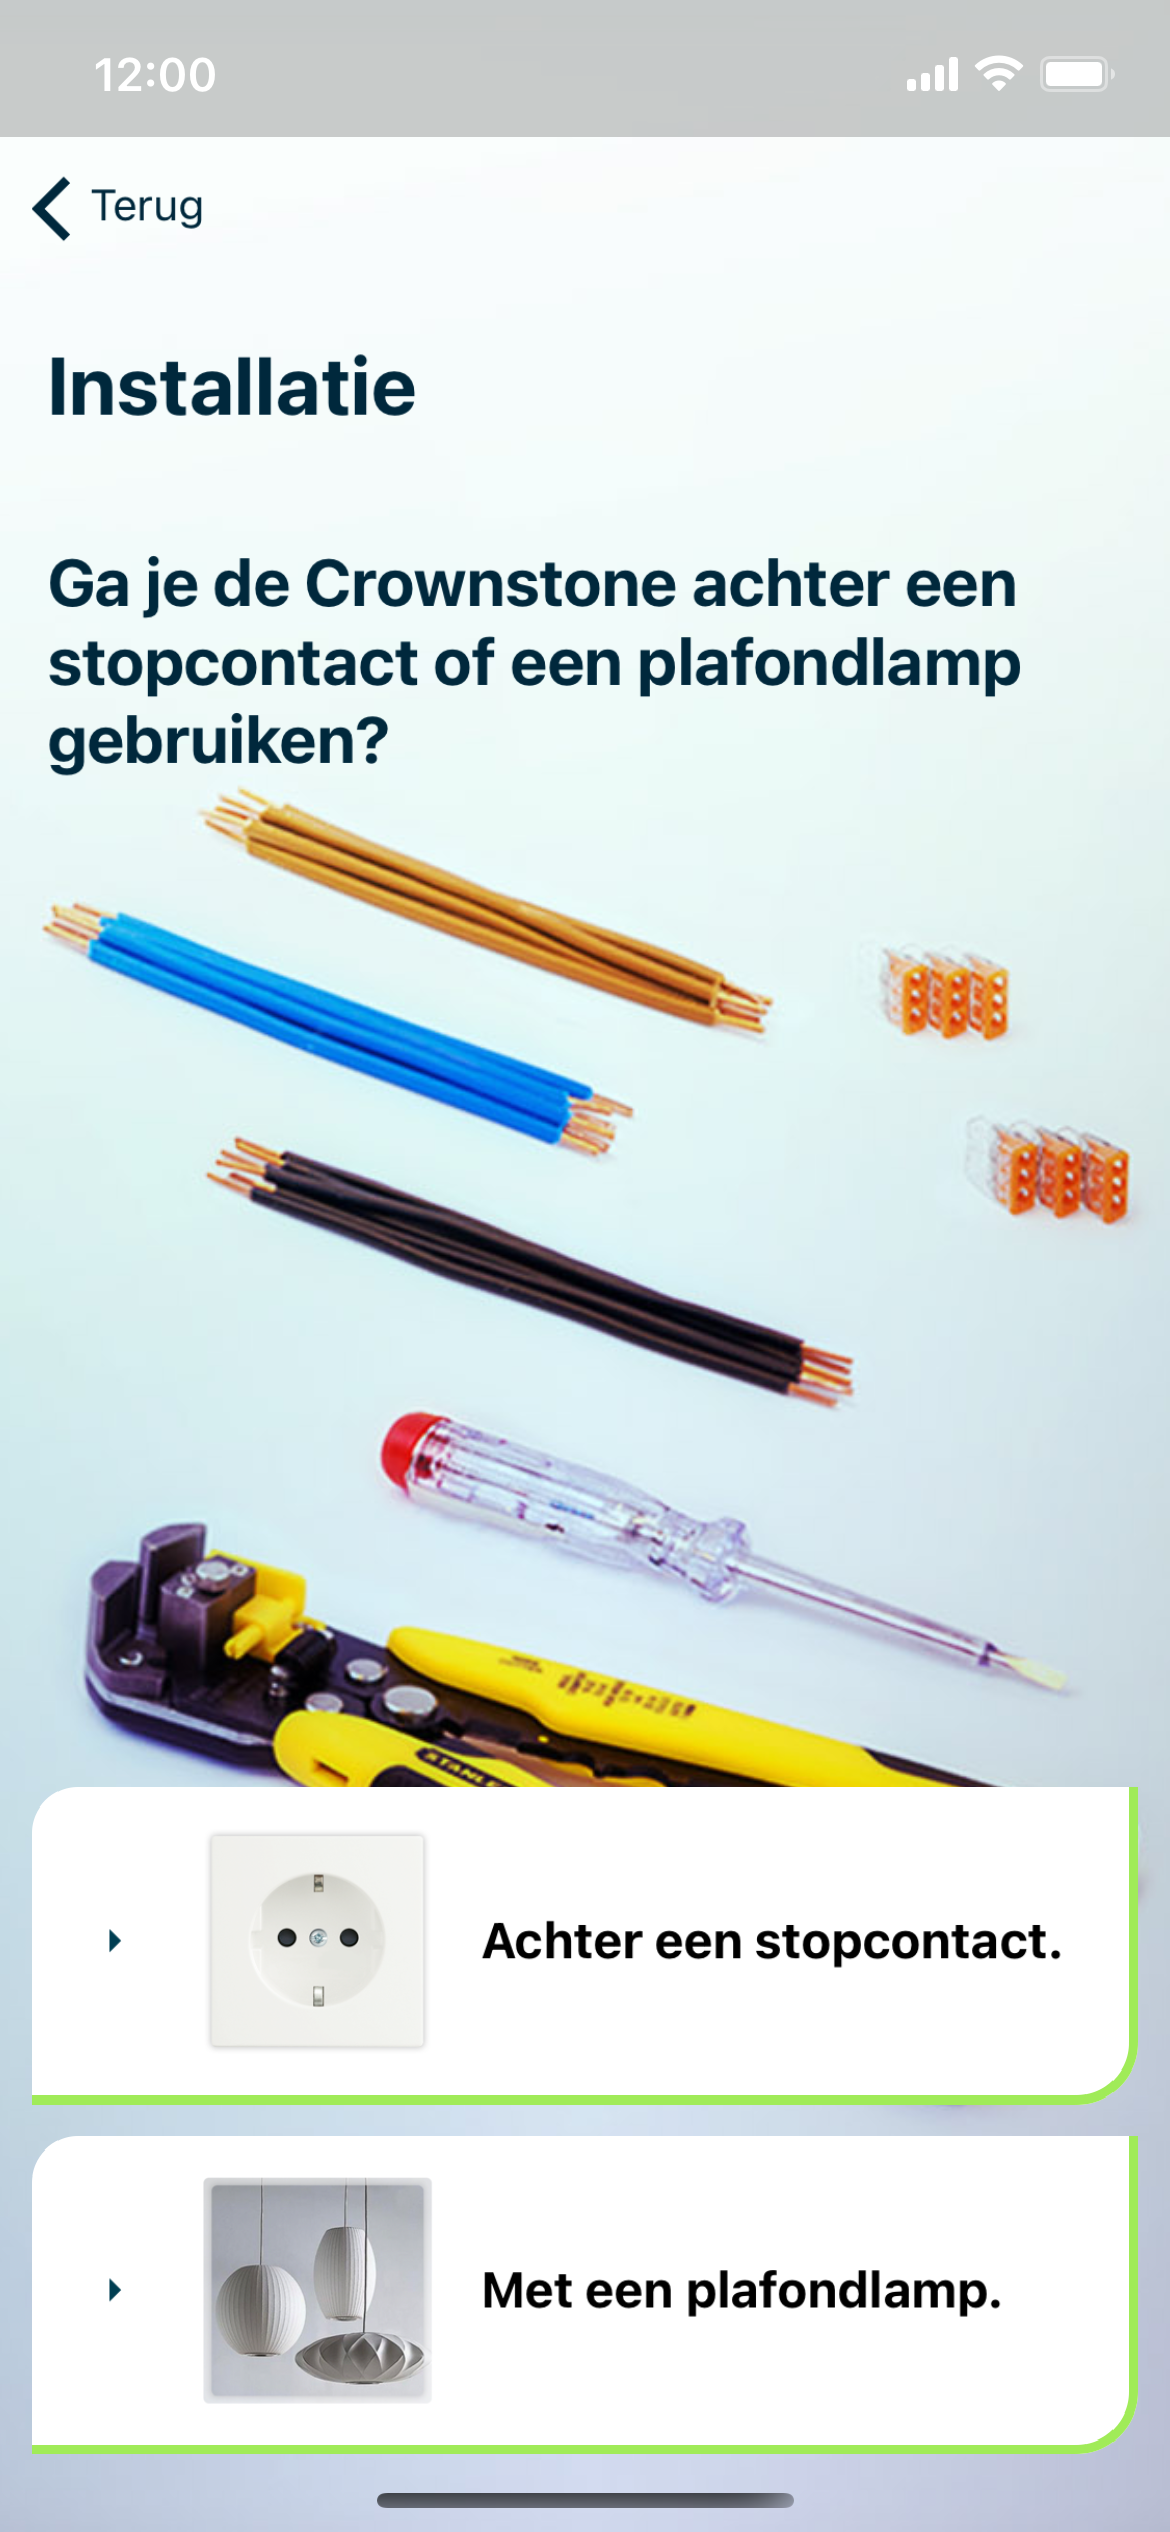 12:00
Terug
Installatie
Ga je de Crownstone achter een
stopcontact of een plafondlamp
gebruiken?
Achter een stopcontact.
Met een plafondlamp.